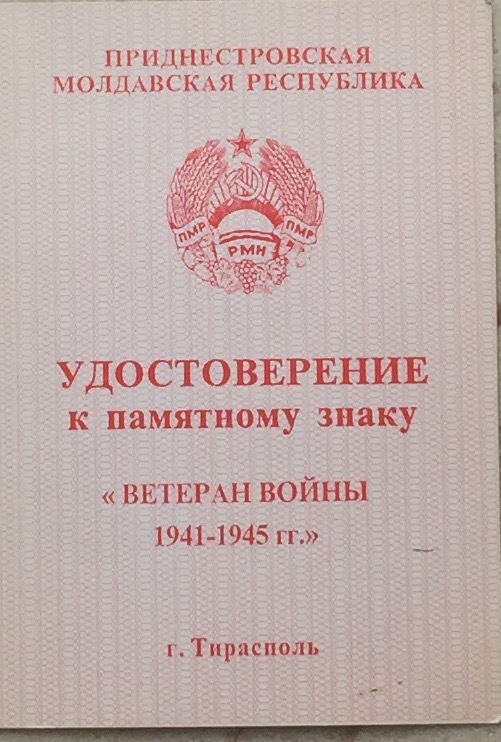 ПРИДНЕСТРОВСКАЯ
МОЛДАВСКАЯ РЕСПУБЛИКА
ПМР
ПМР
РМН
УДОСТОВЕРЕНИЕ
к памятному знаку
« ВЕТЕРАН ВОЙНЫ
1941-1945 гг.»
г. Тирасполь